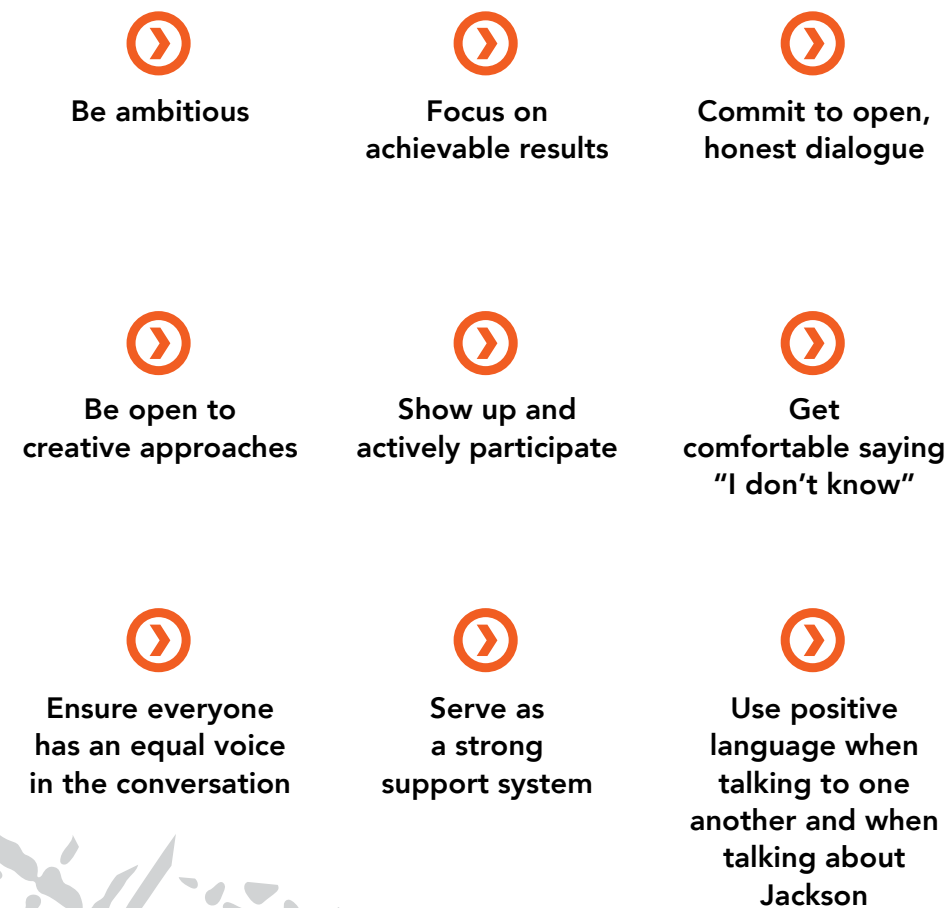 Be ambitious
Focus on
achievable results
Commit to open,
honest dialogue
Be open to
creative approaches
Show up and
actively participate
Get
comfortable saying
“I don’t know”
Ensure everyone
has an equal voice
in the conversation
Serve as
a strong
support system
Use positive
language when
talking to one
another and when
talking about
Jackson